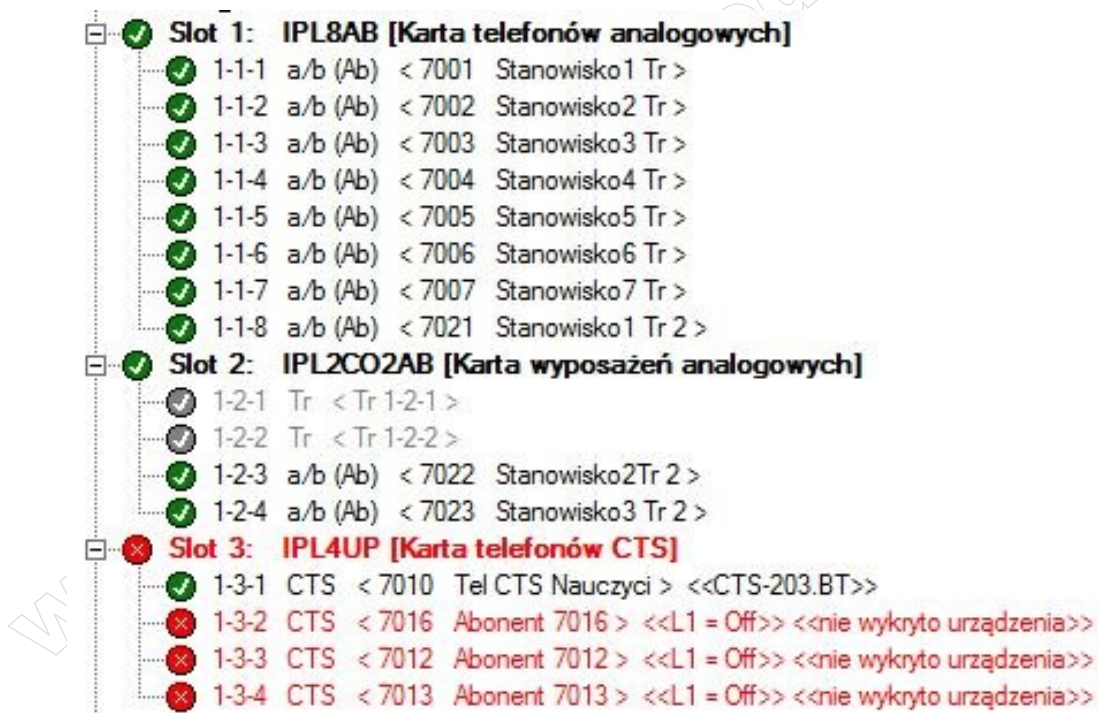 Slot 1: IPL8AB [Karta telefonów analogowych]
1-1-1 a/b (Ab) < 7001 Stanowisko1 Tr >
1-1-2 a/b (Ab) < 7002 Stanowisko2 Tr >
1-1-3 a/b (Ab) < 7003 Stanowisko3 Tr >
1-1-4 a/b (Ab) < 7004 Stanowisko4 Tr >
1-1-5 a/b (Ab) < 7005 Stanowisko5 Tr >
1-1-6 a/b (Ab) < 7006 Stanowisko6 Tr >
1-1-7 a/b (Ab) < 7007 Stanowisko7 Tr >
1-1-8 a/b (Ab) < 7021 Stanowisko1 Tr 2 >
Slot 2: IPL2CO2AB [Karta wyposażeń analogowych]
1-2-1 Tr < Tr 1-2-1 >
1-2-2 Tr < Tr 1-2-2 >
1-2-3 a/b (Ab) < 7022 Stanowisko2Tr 2 >
1-2-4 a/b (Ab) < 7023 Stanowisko3 Tr 2 >
Slot 3: IPL4UP [Karta telefonów CTS]
1-3-1 CTS < 7010 Tel CTS Nauczyci > <<CTS-203.BT>>
1-3-2 CTS < 7016 Abonent 7016 > <<L1 = Off>> <<nie wykryto urządzenia>>
1-3-3 CTS < 7012 Abonent 7012 > <<L1 = Off>> <<nie wykryto urządzenia>>
1-3-4 CTS < 7013 Abonent 7013 > <<L1 = Off>> <<nie wykryto urządzenia>>